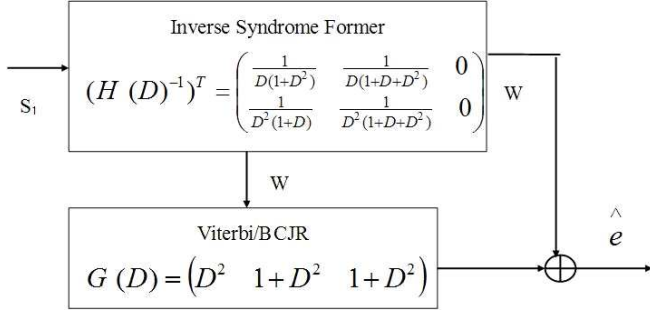 Inverse Syndrome Former
(H (D)⁻¹)ᵀ = ( 1/(D(1+D²)) 1/(D(1+D+D²)) 0
1/(D²(1+D)) 1/(D²(1+D+D²)) 0 )
S₁
W
W
Viterbi/BCJR
G (D) = (D² 1+D² 1+D²)
^
e